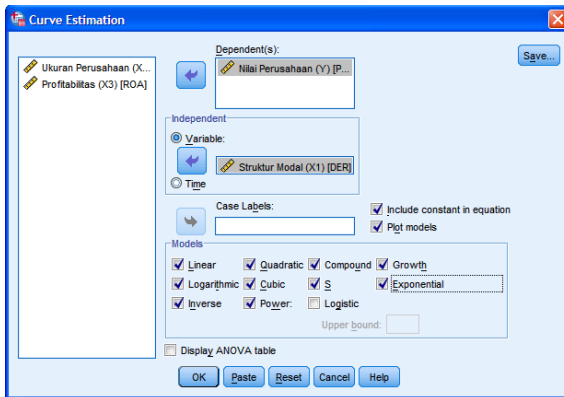 Curve Estimation
Ukuran Perusahaan (X...
Profitabilitas (X3) [ROA]
Dependent(s):
Nilai Perusahaan (Y) [P...
Save...
Independent
Variable:
Struktur Modal (X1) [DER]
Time
Case Labels:
Include constant in equation
Plot models
Models
Linear Quadratic Compound Growth
Logarithmic Cubic S Exponential
Inverse Power: Logistic
Upper bound:
Display ANOVA table
OK Paste Reset Cancel Help